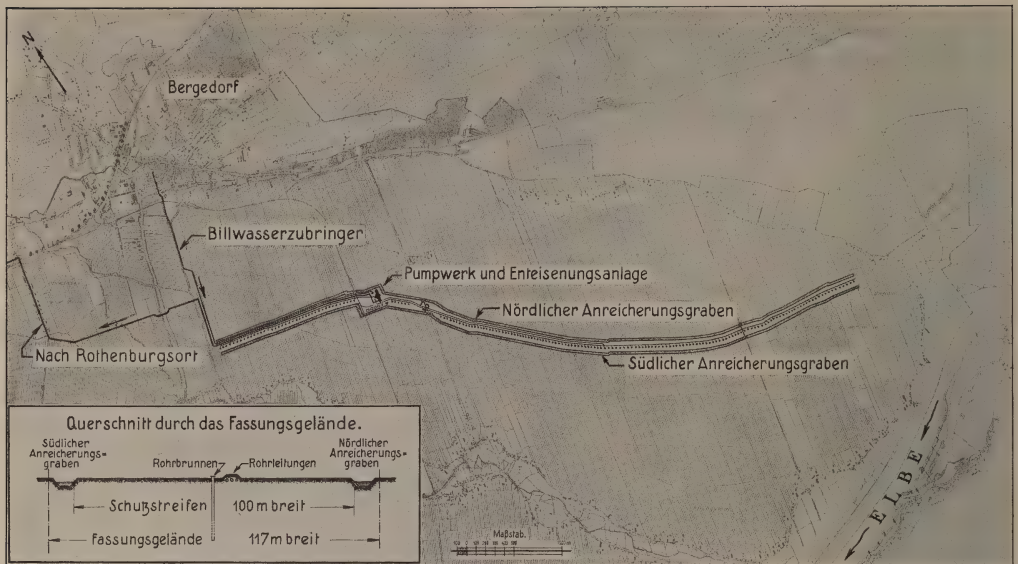 N
Bergedorf
Billwasserzubringer
Pumpwerk und Enteisenungsanlage
Nördlicher Anreicherungsgraben
Nach Rothenburgsort
Südlicher Anreicherungsgraben
Querschnitt durch das Fassungsgelände.
Südlicher
Anreicherungs=
graben
Rohrbrunnen
Rohrleitungen
Nördlicher
Anreicherungs=
graben
Schußstreifen 100 m breit
Fassungsgelände 117 m breit
Maßstab.
ELBE